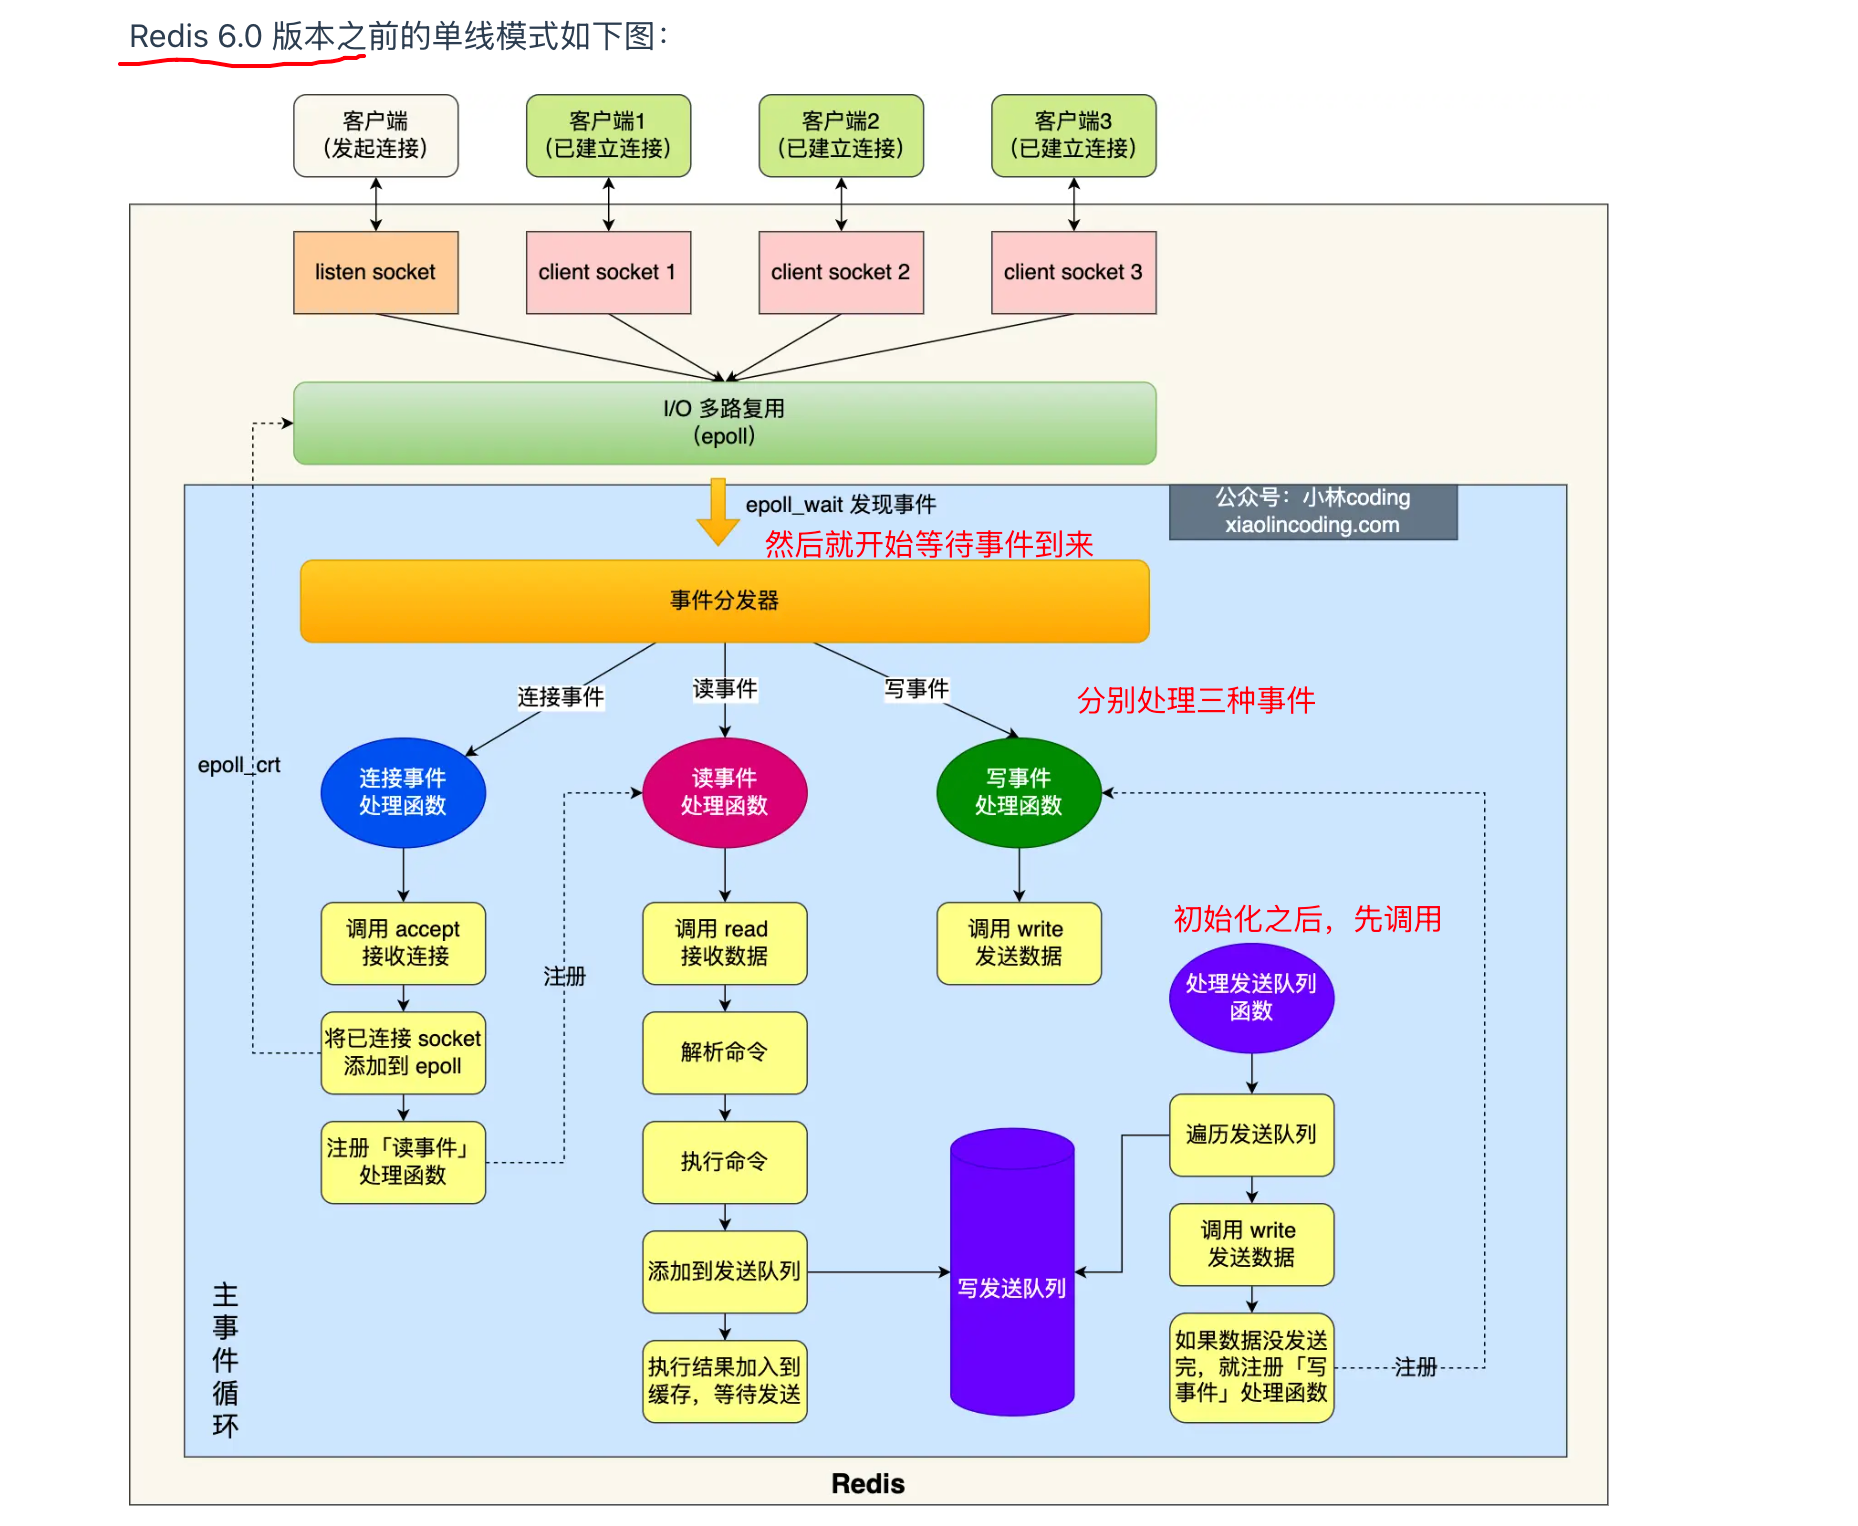 Redis 6.0 版本之前的单线模式如下图：
客户端
（发起连接）
客户端1
（已建立连接）
客户端2
（已建立连接）
客户端3
（已建立连接）
listen socket
client socket 1
client socket 2
client socket 3
I/O 多路复用
（epoll）
epoll_wait 发现事件
公众号：小林coding
xiaolincoding.com
然后就开始等待事件到来
事件分发器
连接事件
读事件
写事件
分别处理三种事件
epoll_crt
连接事件
处理函数
读事件
处理函数
写事件
处理函数
调用 accept
接收连接
将已连接 socket
添加到 epoll
注册「读事件」
处理函数
注册
调用 read
接收数据
解析命令
执行命令
添加到发送队列
执行结果加入到
缓存，等待发送
调用 write
发送数据
写发送队列
初始化之后，先调用
处理发送队列
函数
遍历发送队列
调用 write
发送数据
如果数据没发送
完，就注册「写
事件」处理函数
注册
主
事
件
循
环
Redis